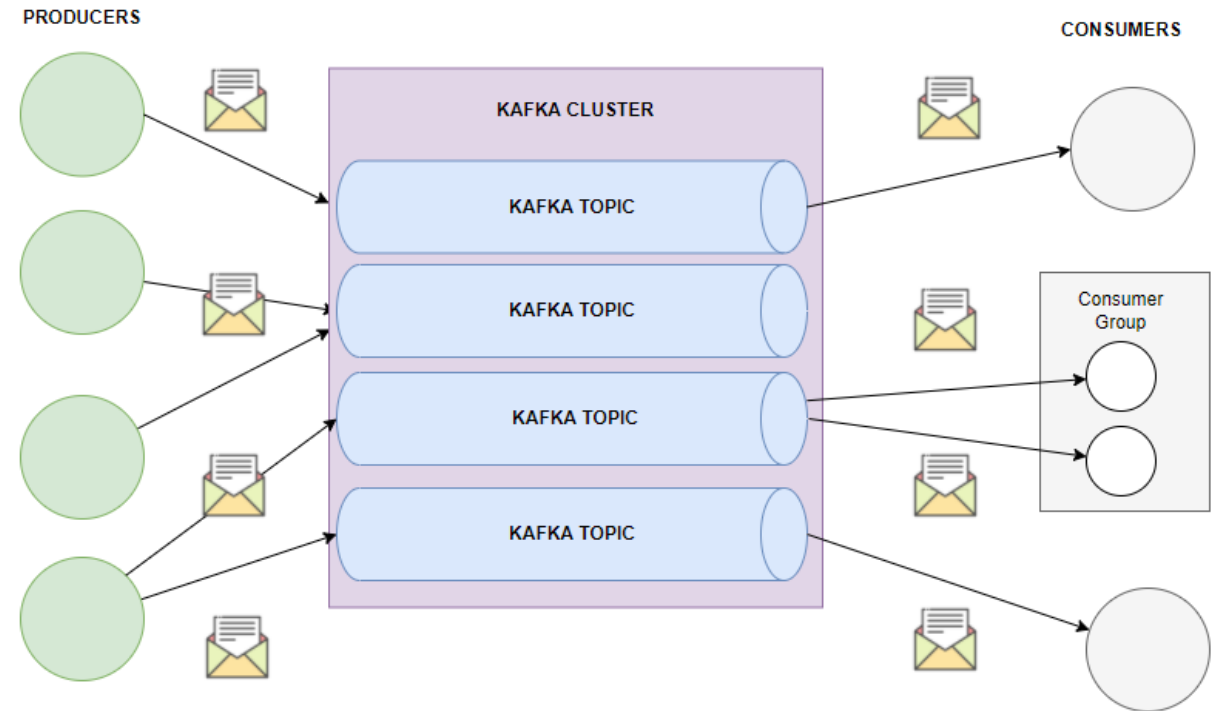 PRODUCERS
CONSUMERS
KAFKA CLUSTER
KAFKA TOPIC
KAFKA TOPIC
Consumer
Group
KAFKA TOPIC
KAFKA TOPIC